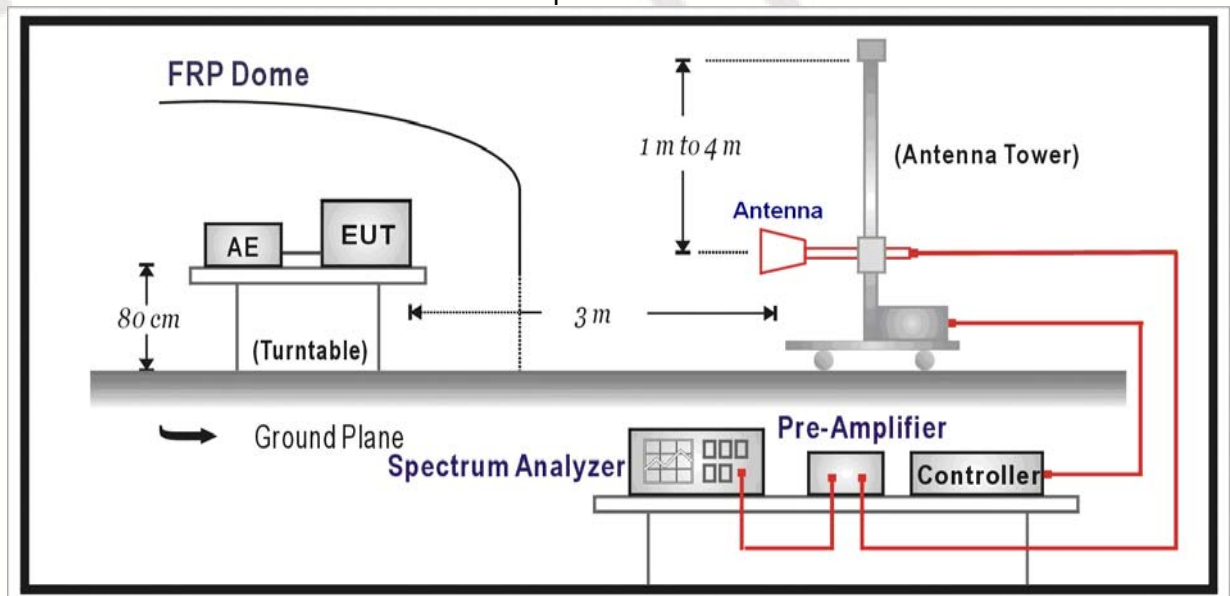 FRP Dome
1 m to 4 m
(Antenna Tower)
Antenna
AE
EUT
80 cm
3 m
(Turntable)
Ground Plane
Pre-Amplifier
Spectrum Analyzer
Controller